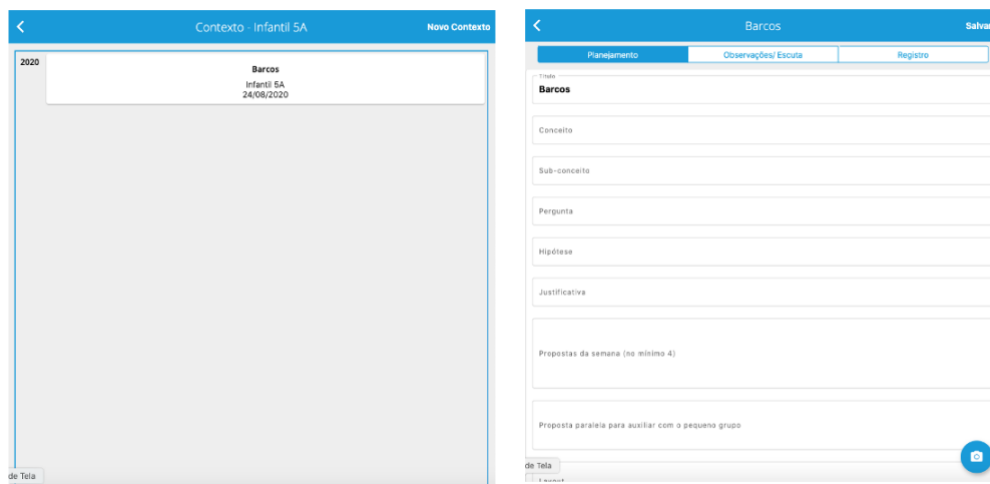 Contexto - Infantil 5A
Novo Contexto
2020
Barcos
Infantil 5A
24/08/2020
de Tela
Barcos
Salvar
Planejamento
Observações/ Escuta
Registro
Título
Barcos
Conceito
Sub-conceito
Pergunta
Hipótese
Justificativa
Propostas da semana (no mínimo 4)
Proposta paralela para auxiliar com o pequeno grupo
de Tela
Layout